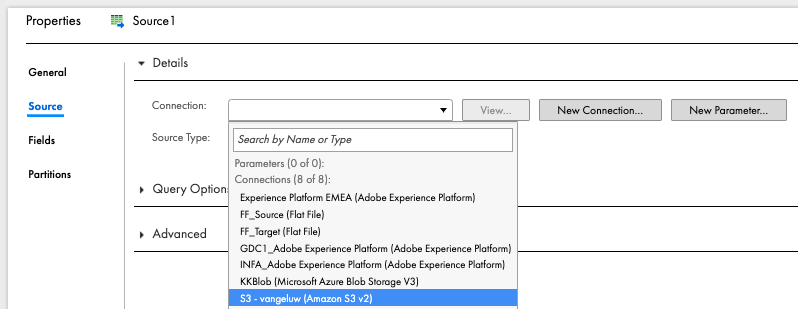 Properties Source1
General
Details
Source
Connection: View... New Connection... New Parameter...
Source Type:
Search by Name or Type
Fields
Parameters (0 of 0):
Partitions
Connections (8 of 8):
Query Option
Experience Platform EMEA (Adobe Experience Platform)
FF_Source (Flat File)
FF_Target (Flat File)
Advanced
GDC1_Adobe Experience Platform (Adobe Experience Platform)
INFA_Adobe Experience Platform (Adobe Experience Platform)
KKBlob (Microsoft Azure Blob Storage V3)
S3 - vangeluw (Amazon S3 v2)